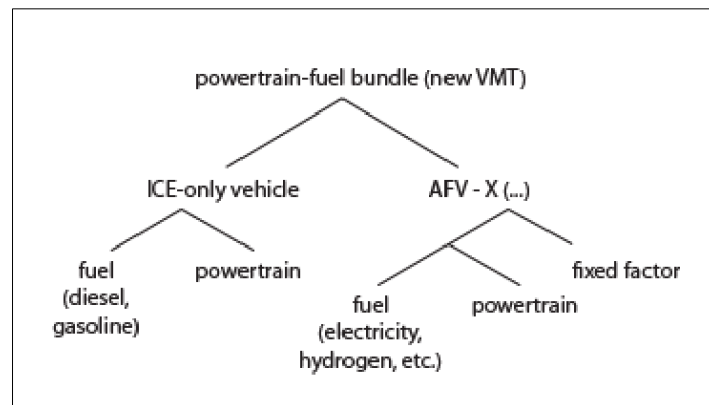 powertrain-fuel bundle (new VMT)
ICE-only vehicle
AFV - X (...)
fuel
(diesel,
gasoline)
powertrain
fuel
(electricity,
hydrogen, etc.)
powertrain
fixed factor